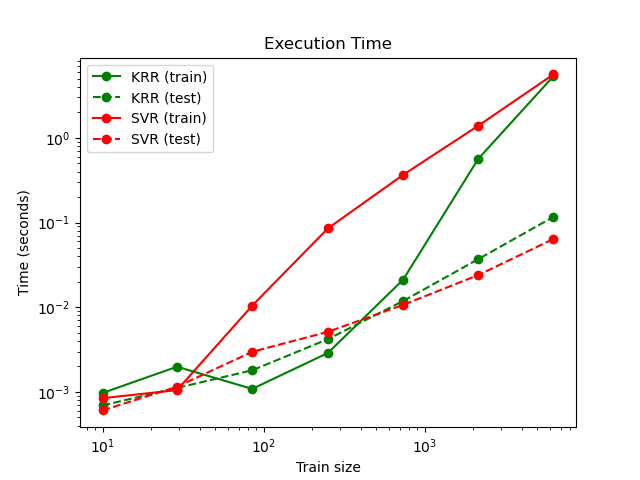 Execution Time
KRR (train)
KRR (test)
SVR (train)
SVR (test)
Time (seconds)
10⁰
10⁻¹
10⁻²
10⁻³
10¹
10²
10³
Train size